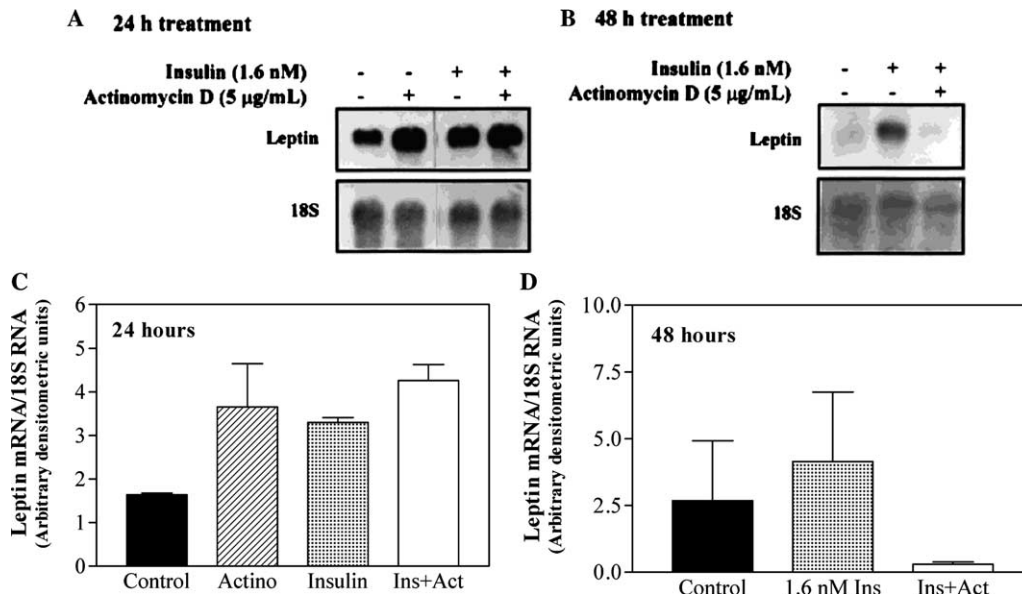 A 24 h treatment
Insulin (1.6 nM) - - + +
Actinomycin D (5 μg/mL) - + - +
Leptin
18S
B 48 h treatment
Insulin (1.6 nM) - + +
Actinomycin D (5 μg/mL) - - +
Leptin
18S
C
Leptin mRNA/18S RNA
(Arbitrary densitometric units)
6
5
4
3
2
1
0
24 hours
Control Actino Insulin Ins+Act
D
Leptin mRNA/18S RNA
(Arbitrary densitometric units)
10.0
7.5
5.0
2.5
0.0
48 hours
Control 1.6 nM Ins Ins+Act